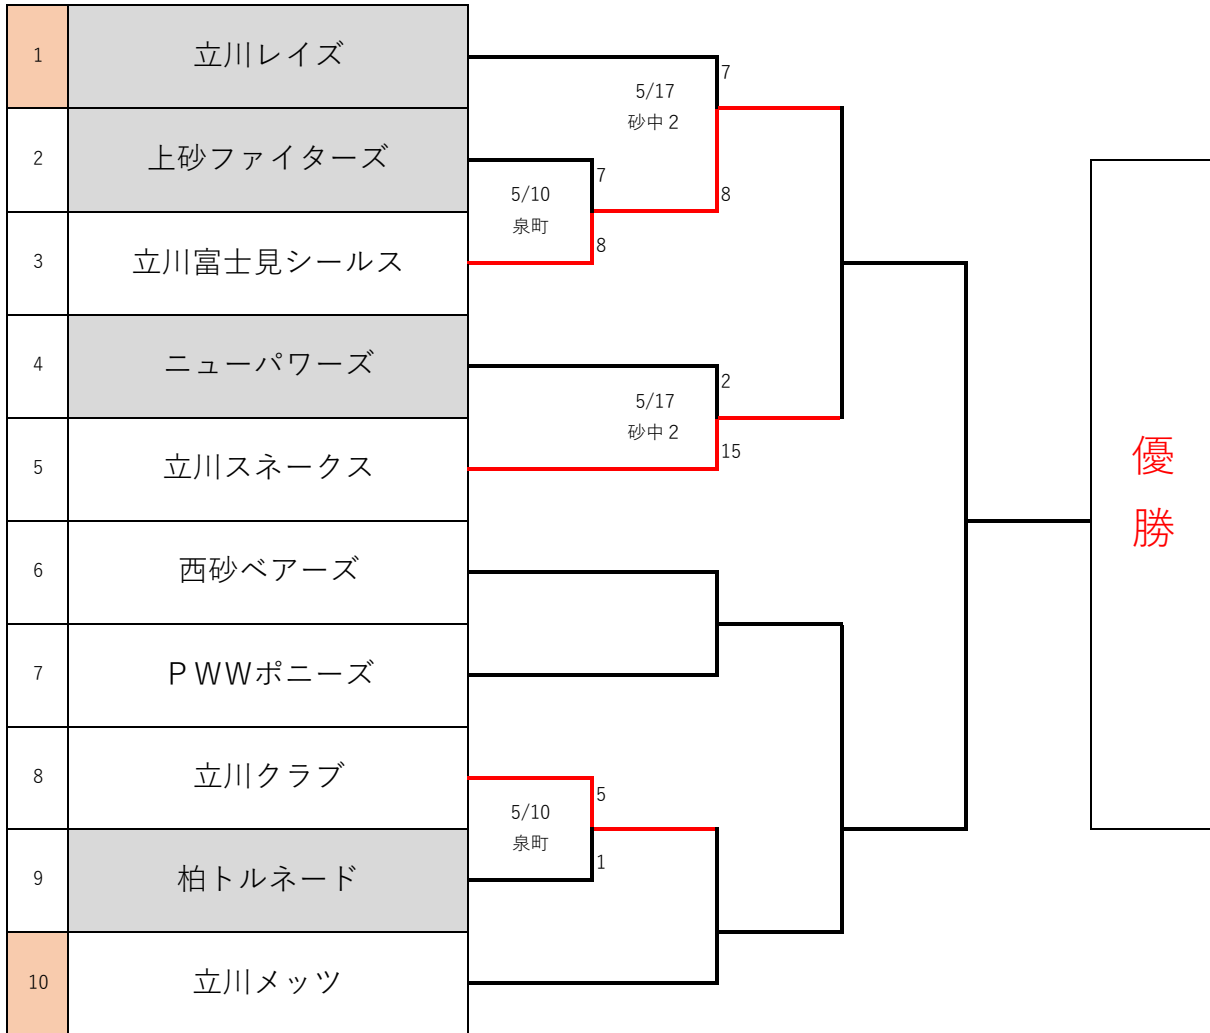 1 立川レイズ
7
5/17
砂中２
2 上砂ファイターズ
7
5/10
泉町
8
8
3 立川富士見シールス
4 ニューパワーズ
2
5/17
砂中２
15
5 立川スネークス
優
勝
6 西砂ベアーズ
7 ＰＷＷポニーズ
8 立川クラブ
5
5/10
泉町
1
9 柏トルネード
10 立川メッツ